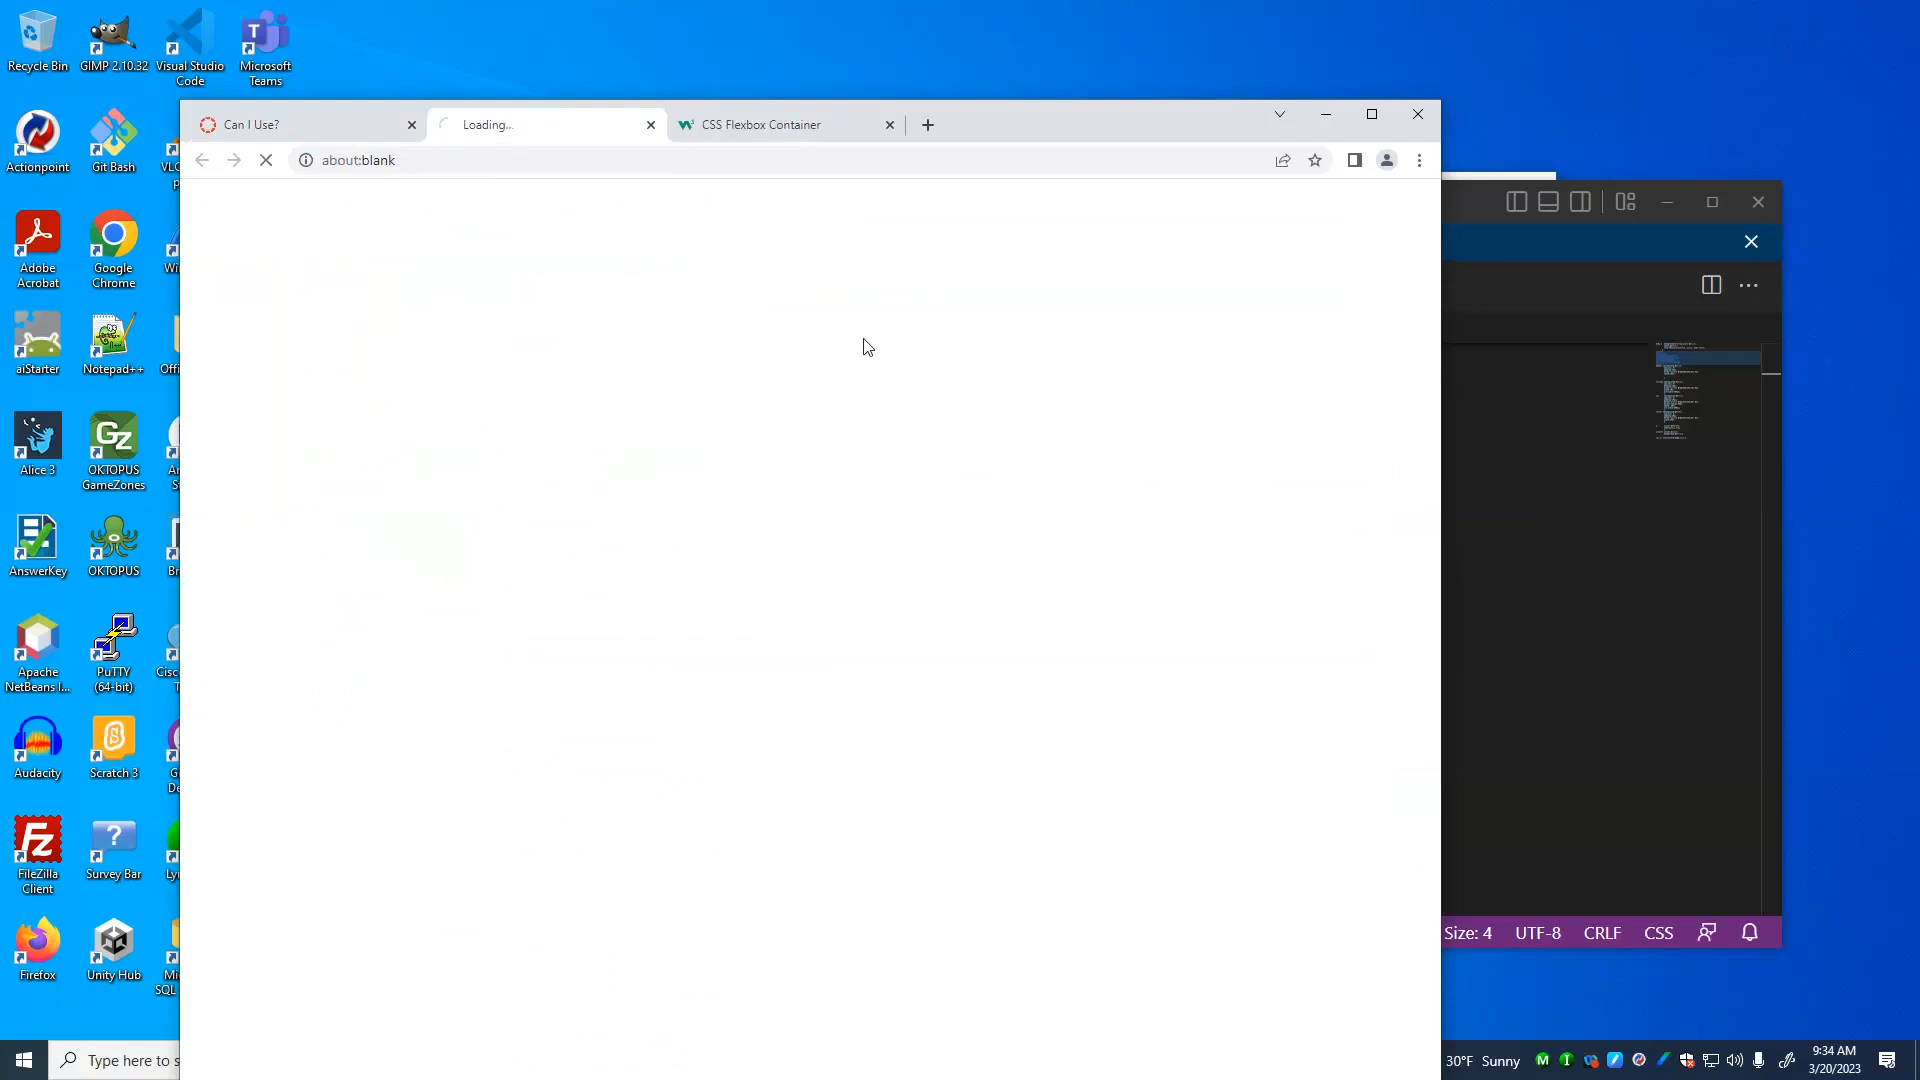 Recycle Bin
GIMP 2.10.32
Visual Studio
Code
Microsoft
Teams
Can I Use?
Loading...
CSS Flexbox Container
about:blank
Actionpoint
Git Bash
VLC
Adobe
Acrobat
Google
Chrome
aiStarter
Notepad++
Alice 3
OKTOPUS
GameZones
AnswerKey
OKTOPUS
Apache
NetBeans I...
PuTTY
(64-bit)
Audacity
Scratch 3
FileZilla
Client
Survey Bar
Firefox
Unity Hub
SQL
Size: 4
UTF-8
CRLF
CSS
Type here to s
30°F Sunny
9:34 AM
3/20/2023